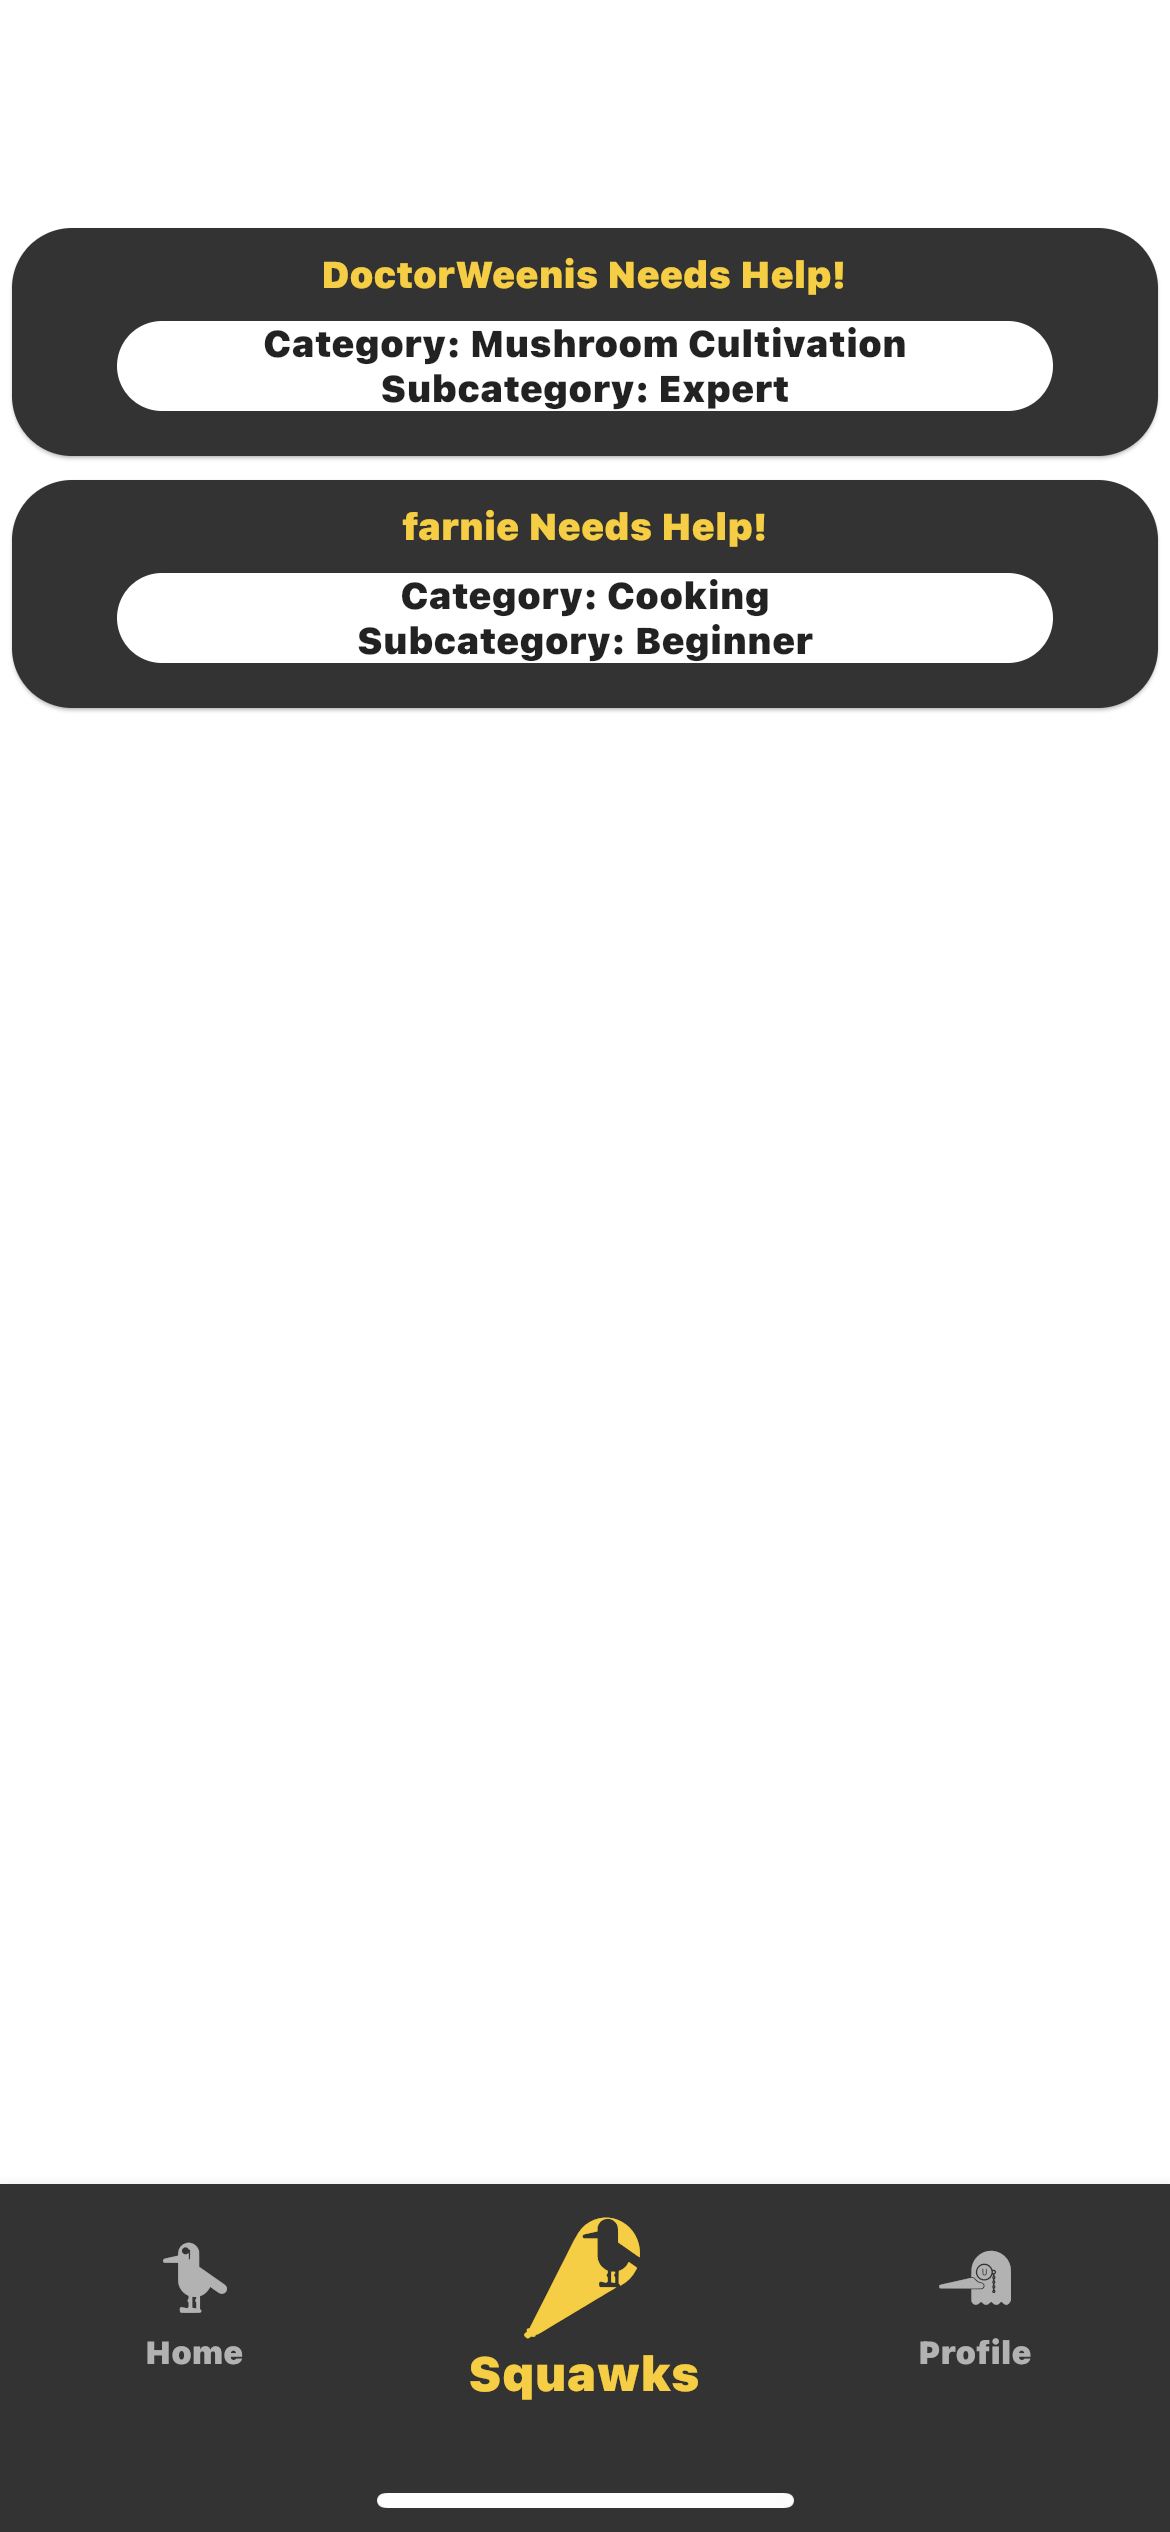 DoctorWeenis Needs Help!
Category: Mushroom Cultivation
Subcategory: Expert
farnie Needs Help!
Category: Cooking
Subcategory: Beginner
Home
Squawks
Profile